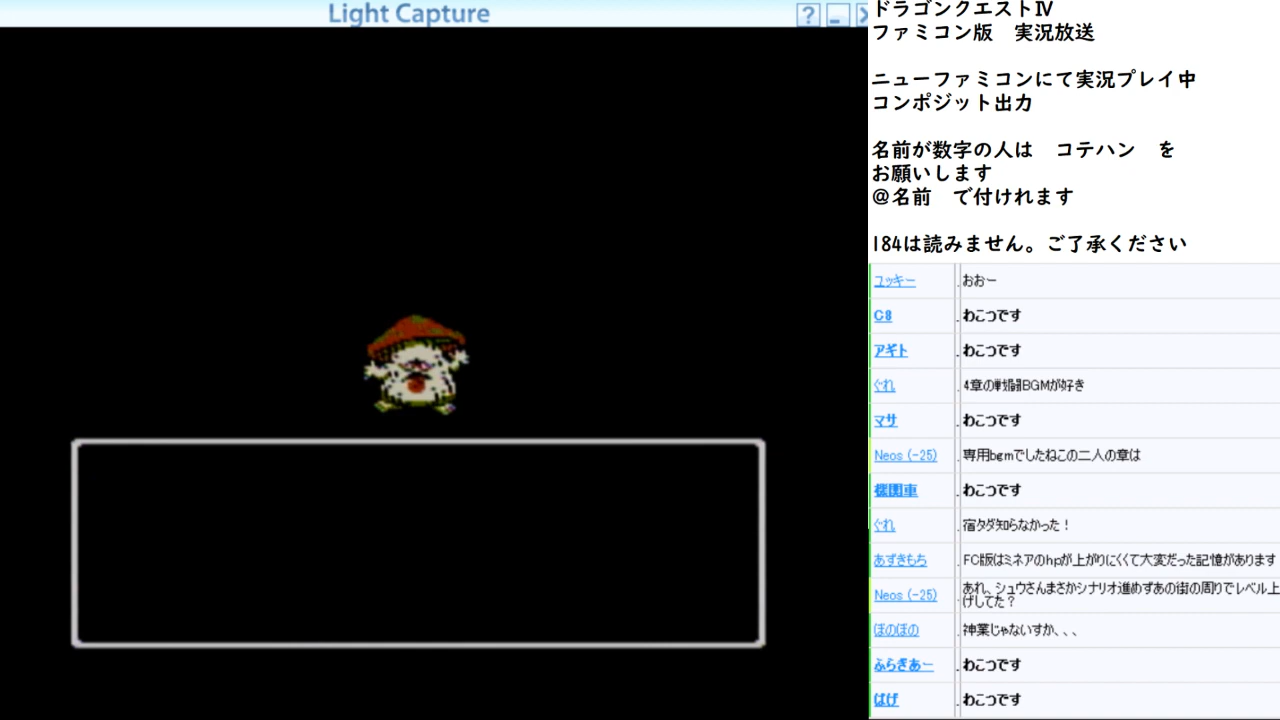 Light Capture
ドラゴンクエストⅣ
ファミコン版　実況放送
ニューファミコンにて実況プレイ中
コンポジット出力
名前が数字の人は　コテハン　を
お願いします
＠名前　で付けれます
184は読みません。ご了承ください
ユッキー おおー
C8 わこつです
アギト わこつです
ぐれ 4章の戦闘BGMが好き
マサ わこつです
Neos (-25) 専用bgmでしたねこの二人の章は
機関車 わこつです
ぐれ 宿タダ知らなかった！
あずきもち FC版はミネアのhpが上がりにくくて大変だった記憶があります
Neos (-25) あれ、シュウさんまさかシナリオ進めずあの街の周りでレベル上
げしてた？
ぼのぼの 神業じゃないすか、、、
ふらぎあー わこつです
ばげ わこつです